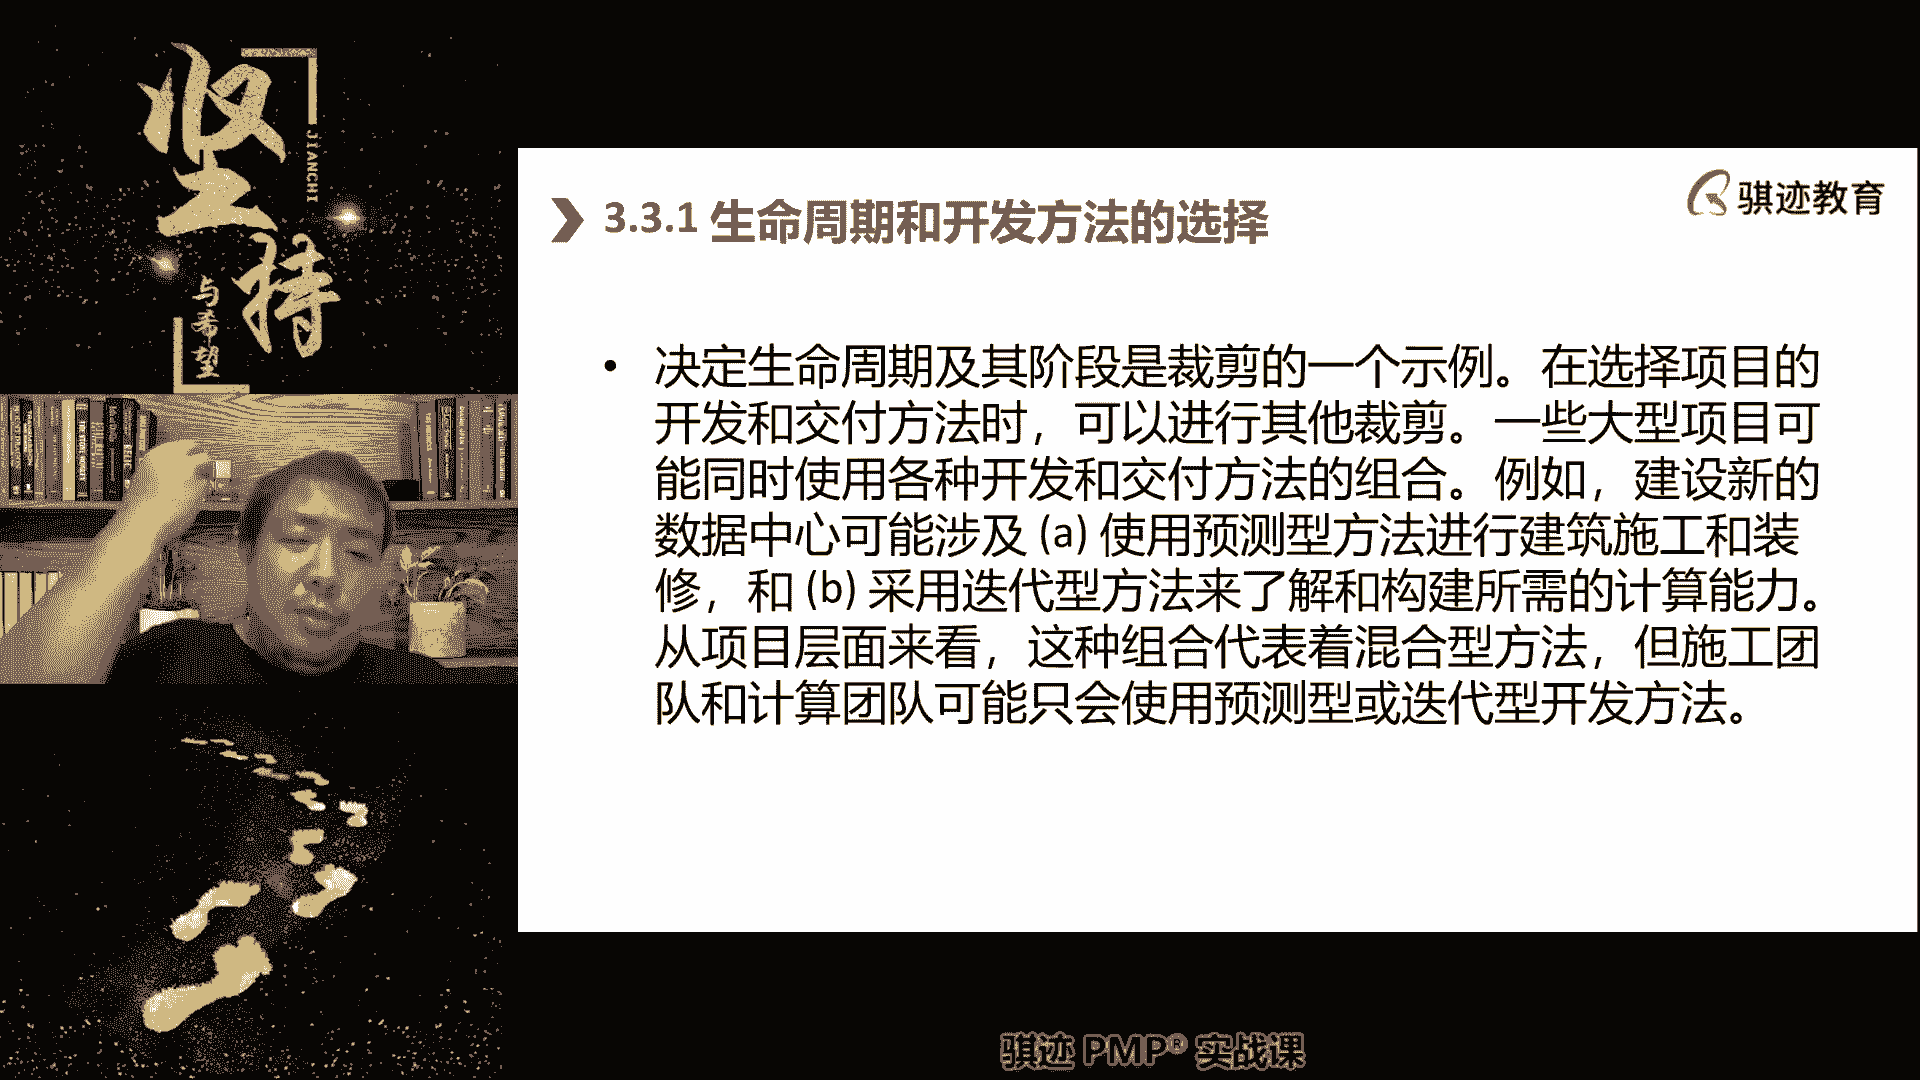 坚持
JIANCHI
与希望
骐迹教育
3.3.1 生命周期和开发方法的选择
• 决定生命周期及其阶段是裁剪的一个示例。在选择项目的
开发和交付方法时，可以进行其他裁剪。一些大型项目可
能同时使用各种开发和交付方法的组合。例如，建设新的
数据中心可能涉及 (a) 使用预测型方法进行建筑施工和装
修，和 (b) 采用迭代型方法来了解和构建所需的计算能力。
从项目层面来看，这种组合代表着混合型方法，但施工团
队和计算团队可能只会使用预测型或迭代型开发方法。
骐迹 PMP® 实战课